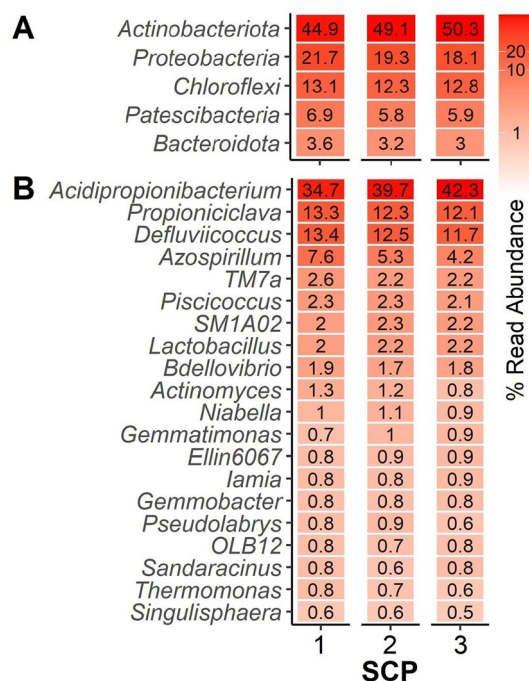 A
Actinobacteriota 44.9 49.1 50.3
Proteobacteria 21.7 19.3 18.1
Chloroflexi 13.1 12.3 12.8
Patescibacteria 6.9 5.8 5.9
Bacteroidota 3.6 3.2 3
20
10
1
% Read Abundance
B
Acidipropionibacterium 34.7 39.7 42.3
Propioniciclava 13.3 12.3 12.1
Defluviicoccus 13.4 12.5 11.7
Azospirillum 7.6 5.3 4.2
TM7a 2.6 2.2 2.2
Piscicoccus 2.3 2.3 2.1
SM1A02 2 2.3 2.2
Lactobacillus 2 2.2 2.2
Bdellovibrio 1.9 1.7 1.8
Actinomyces 1.3 1.2 0.8
Niabella 1 1.1 0.9
Gemmatimonas 0.7 1 0.9
Ellin6067 0.8 0.9 0.9
Iamia 0.8 0.8 0.9
Gemmobacter 0.8 0.8 0.8
Pseudolabrys 0.8 0.9 0.6
OLB12 0.8 0.7 0.8
Sandaracinus 0.8 0.6 0.8
Thermomonas 0.8 0.7 0.6
Singulisphaera 0.6 0.6 0.5
1 2 3
SCP